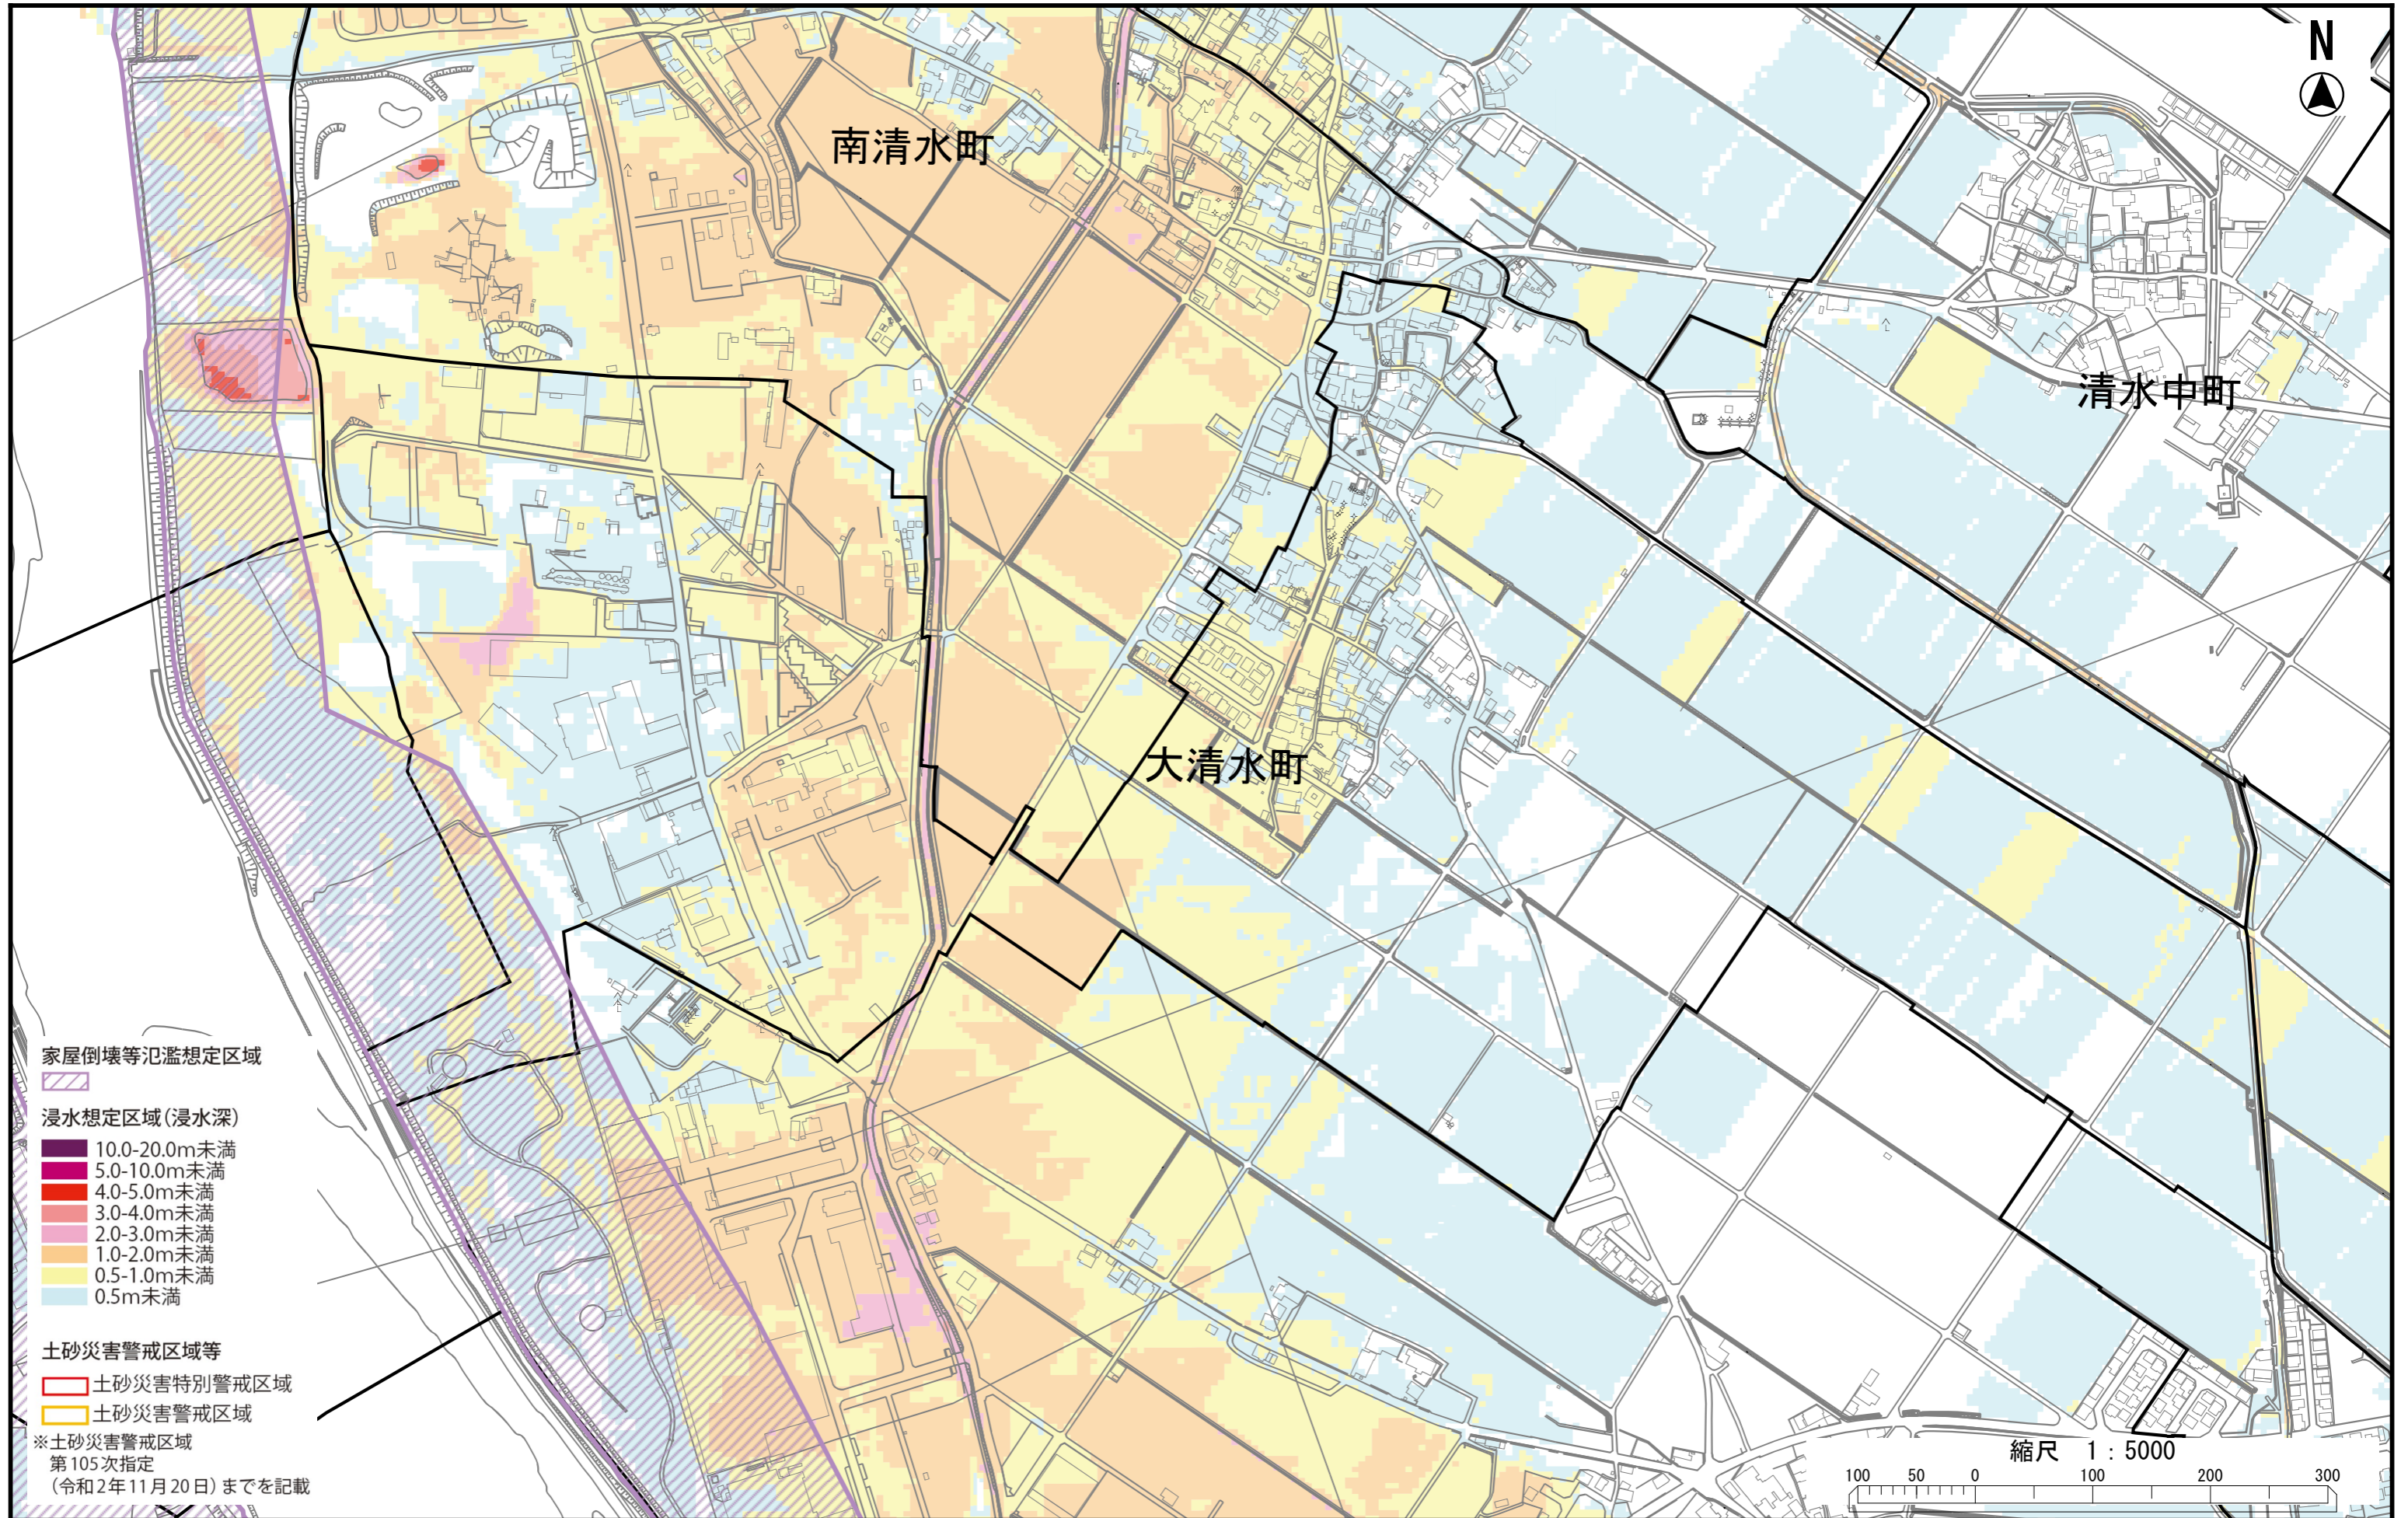 N
南清水町
清水中町
大清水町
家屋倒壊等氾濫想定区域
浸水想定区域(浸水深)
10.0-20.0m未満
5.0-10.0m未満
4.0-5.0m未満
3.0-4.0m未満
2.0-3.0m未満
1.0-2.0m未満
0.5-1.0m未満
0.5m未満
土砂災害警戒区域等
土砂災害特別警戒区域
土砂災害警戒区域
※土砂災害警戒区域
第105次指定
(令和2年11月20日)までを記載
縮尺 1:5000
100 50 0 100 200 300